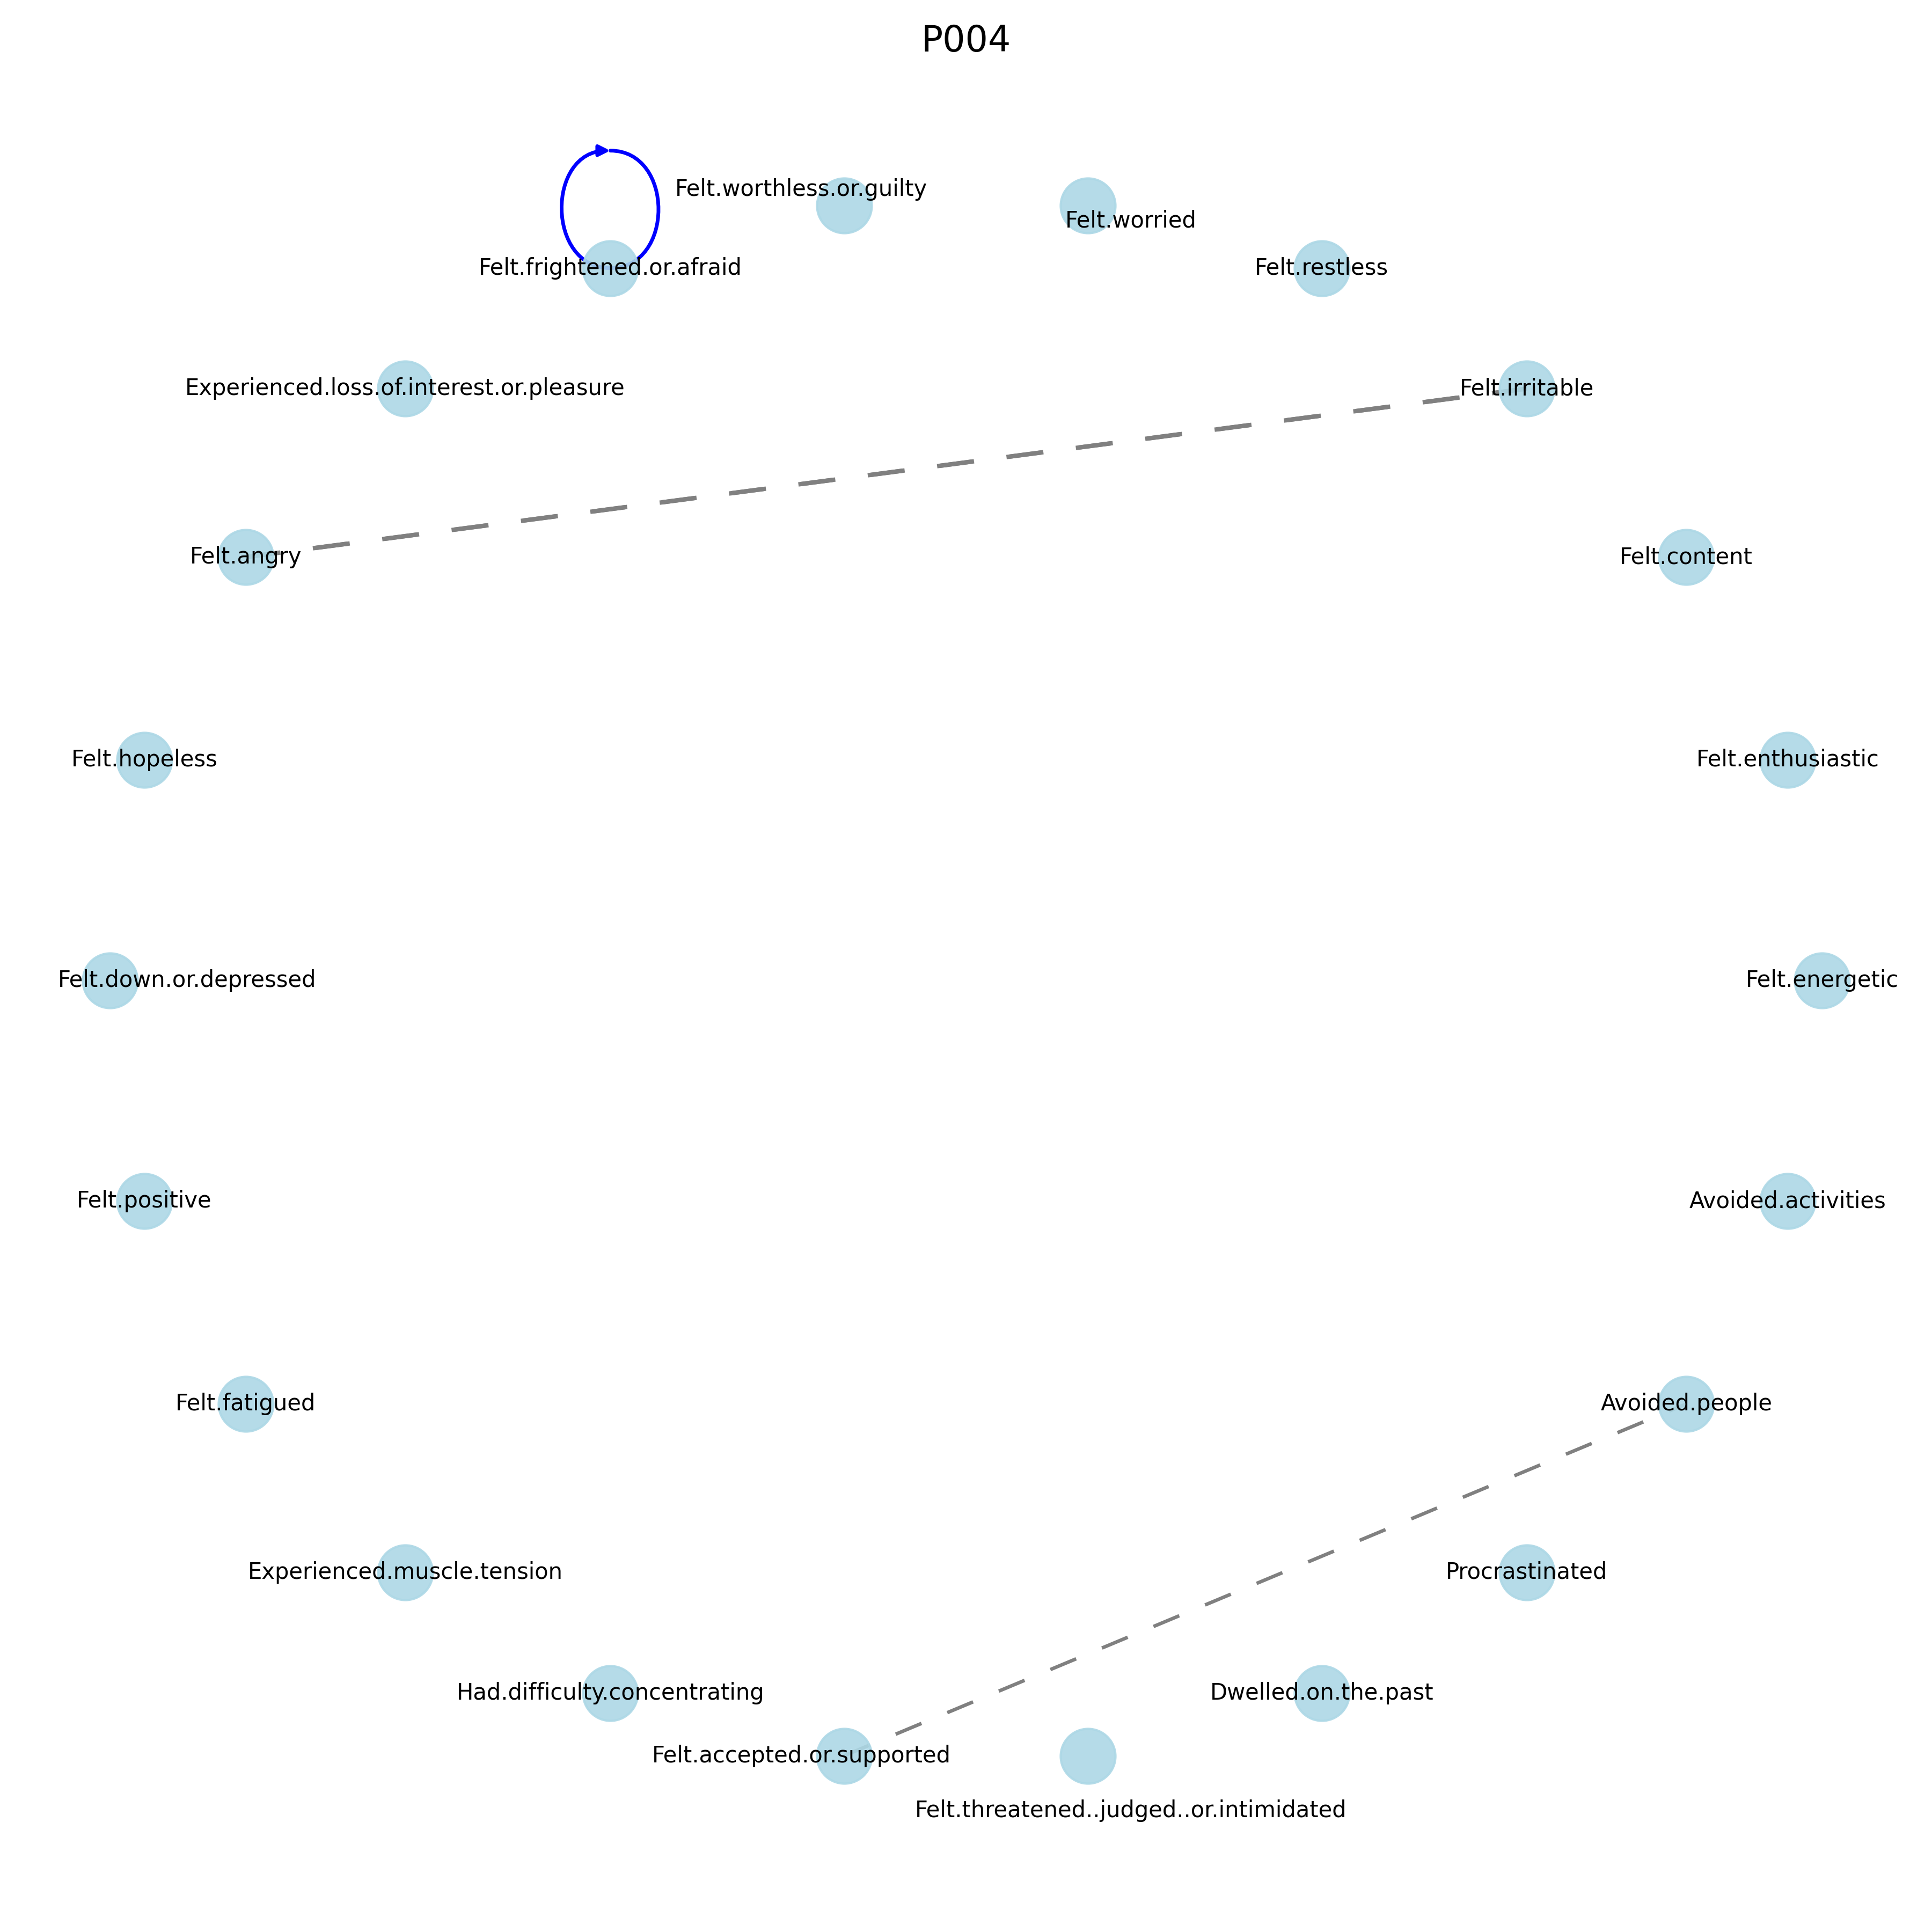 P004
Felt.worthless.or.guilty
Felt.worried
Felt.frightened.or.afraid
Felt.restless
Experienced.loss.of.interest.or.pleasure
Felt.irritable
Felt.angry
Felt.content
Felt.hopeless
Felt.enthusiastic
Felt.down.or.depressed
Felt.energetic
Felt.positive
Avoided.activities
Felt.fatigued
Avoided.people
Experienced.muscle.tension
Procrastinated
Had.difficulty.concentrating
Dwelled.on.the.past
Felt.accepted.or.supported
Felt.threatened..judged..or.intimidated